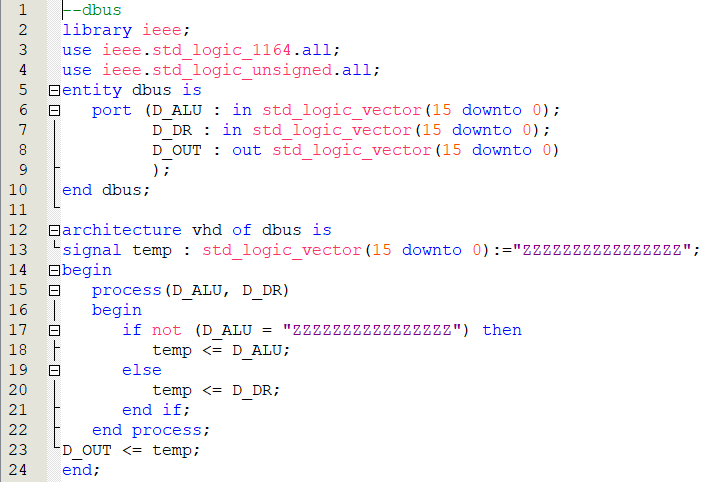 1 --dbus
2 library ieee;
3 use ieee.std_logic_1164.all;
4 use ieee.std_logic_unsigned.all;
5 entity dbus is
6 port (D_ALU : in std_logic_vector(15 downto 0);
7 D_DR : in std_logic_vector(15 downto 0);
8 D_OUT : out std_logic_vector(15 downto 0)
9 );
10 end dbus;
11
12 architecture vhd of dbus is
13 signal temp : std_logic_vector(15 downto 0):="ZZZZZZZZZZZZZZZZ";
14 begin
15 process(D_ALU, D_DR)
16 begin
17 if not (D_ALU = "ZZZZZZZZZZZZZZZZ") then
18 temp <= D_ALU;
19 else
20 temp <= D_DR;
21 end if;
22 end process;
23 D_OUT <= temp;
24 end;